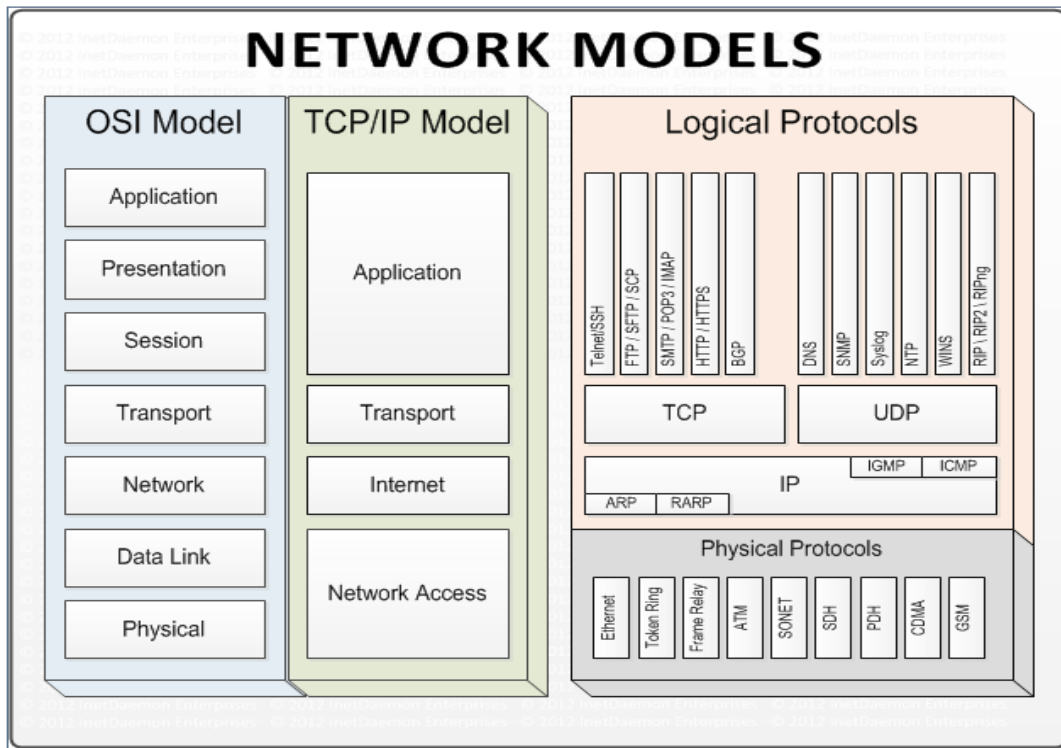 NETWORK MODELS
OSI Model
Application
Presentation
Session
Transport
Network
Data Link
Physical
TCP/IP Model
Application
Transport
Internet
Network Access
Logical Protocols
Telnet/SSH
FTP / SFTP / SCP
SMTP / POP3 / IMAP
HTTP / HTTPS
BGP
DNS
SNMP
Syslog
NTP
WINS
RIP \ RIP2 \ RIPng
TCP
UDP
IP
IGMP
ICMP
ARP
RARP
Physical Protocols
Ethernet
Token Ring
Frame Relay
ATM
SONET
SDH
PDH
CDMA
GSM
© 2012 InetDaemon Enterprises